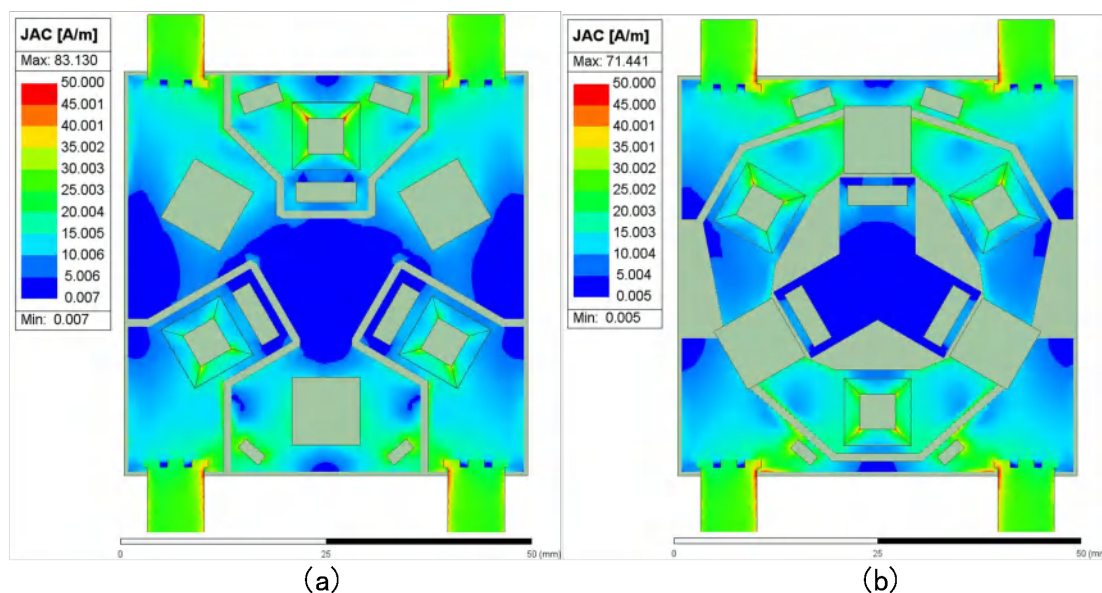 JAC [A/m]
Max: 83.130
50.000
45.001
40.001
35.002
30.003
25.003
20.004
15.005
10.006
5.006
0.007
Min: 0.007
0
25
50 (mm)
(a)
JAC [A/m]
Max: 71.441
50.000
45.000
40.001
35.001
30.002
25.002
20.003
15.003
10.004
5.004
0.005
Min: 0.005
0
25
50 (mm)
(b)